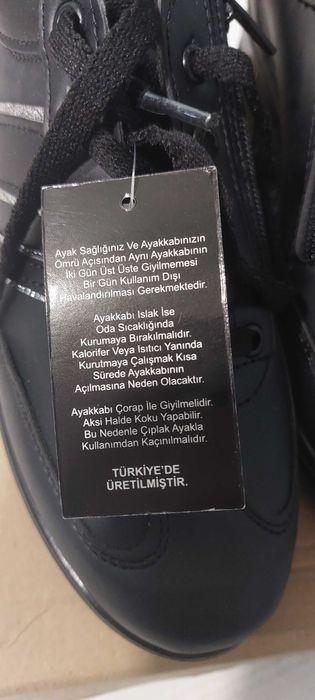 Ayak Sağlığınız Ve Ayakkabınızın
Ömrü Açısından Aynı Ayakkabının
İki Gün Üst Üste Giyilmemesi
Bir Gün Kullanım Dışı
Havalandırılması Gerekmektedir.
Ayakkabı Islak İse
Oda Sıcaklığında
Kurumaya Bırakılmalıdır.
Kalorifer Veya Isıtıcı Yanında
Kurutmaya Çalışmak Kısa
Sürede Ayakkabının
Açılmasına Neden Olacaktır.
Ayakkabı Çorap İle Giyilmelidir.
Aksi Halde Koku Yapabilir.
Bu Nedenle Çıplak Ayakla
Kullanımdan Kaçınılmalıdır.
TÜRKİYE'DE
ÜRETİLMİŞTİR.